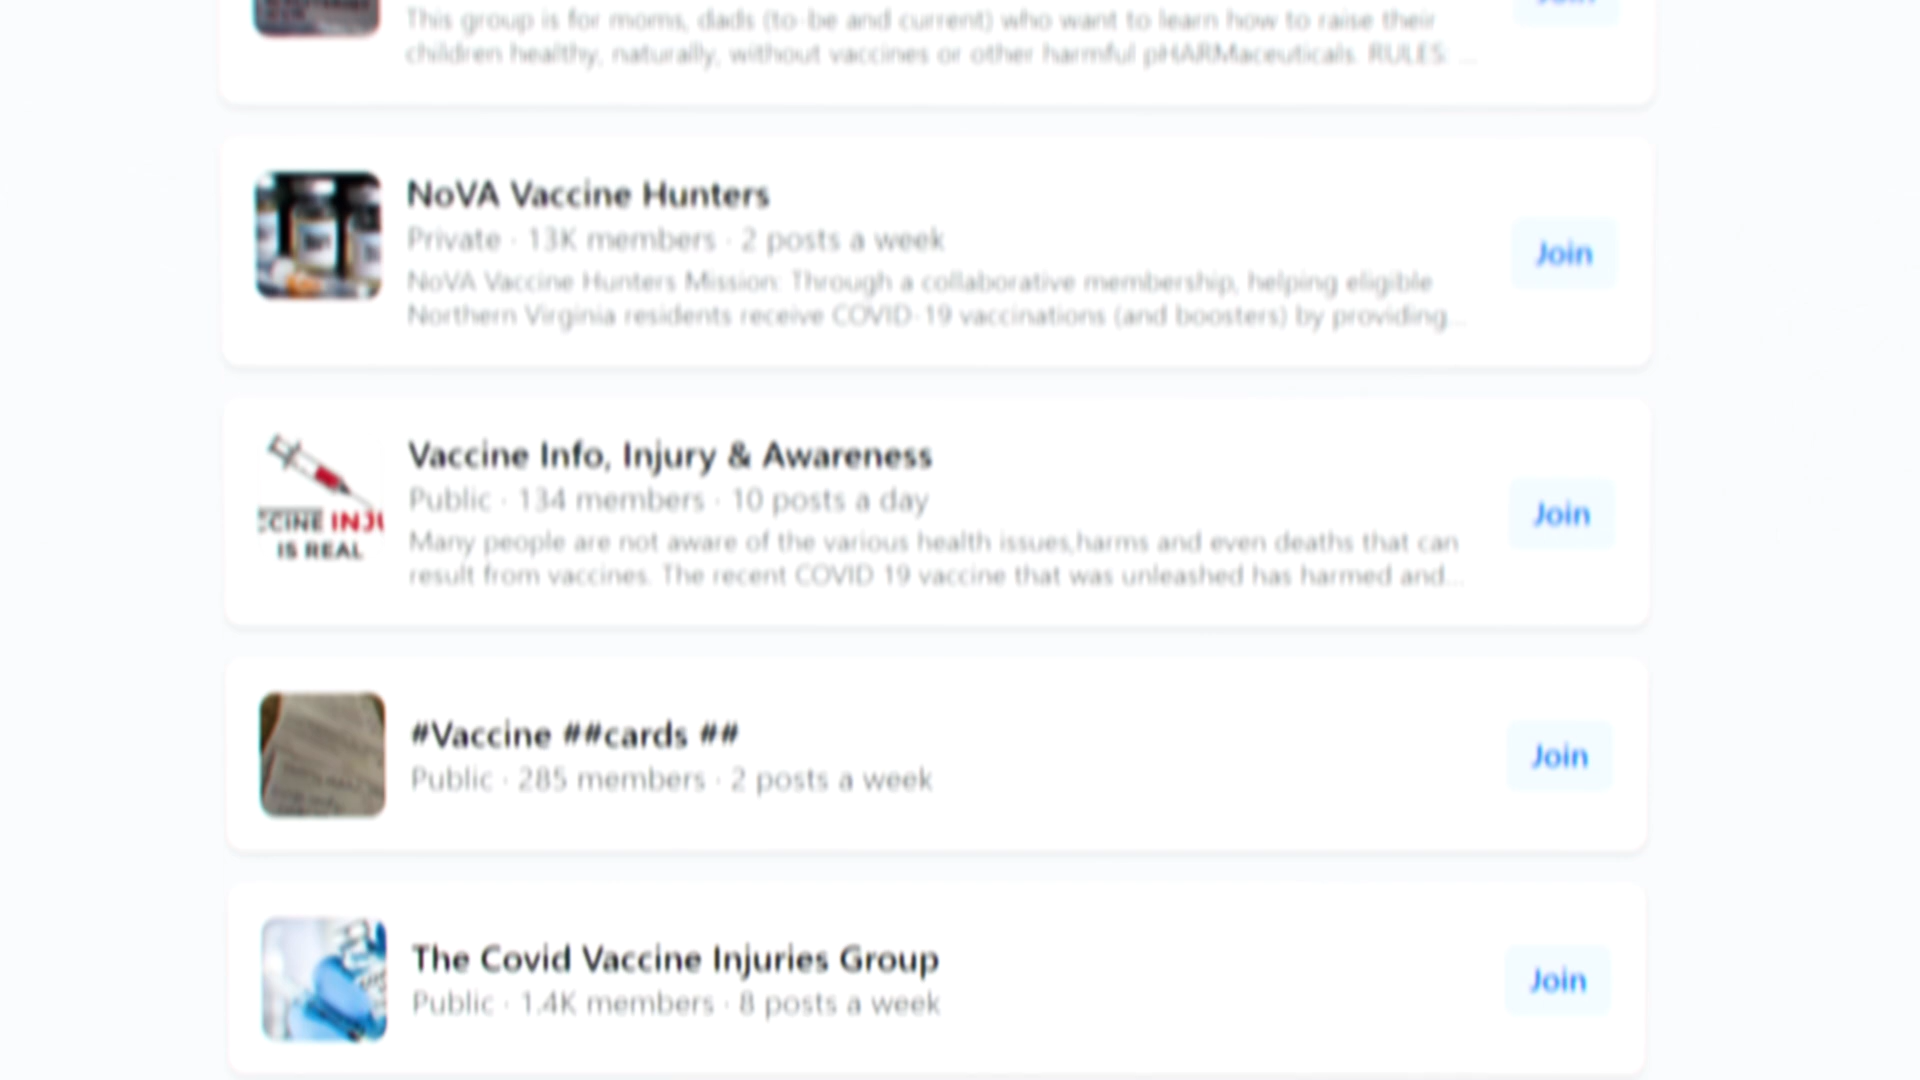 Join
This group is for moms, dads (to-be and current) who want to learn how to raise their
children healthy, naturally, without vaccines or other harmful pHARMaceuticals. RULES: ...
NoVA Vaccine Hunters
Private · 13K members · 2 posts a week
NoVA Vaccine Hunters Mission: Through a collaborative membership, helping eligible
Northern Virginia residents receive COVID-19 vaccinations (and boosters) by providing...
Join
CINE INJU
IS REAL
Vaccine Info, Injury & Awareness
Public · 134 members · 10 posts a day
Many people are not aware of the various health issues,harms and even deaths that can
result from vaccines. The recent COVID 19 vaccine that was unleashed has harmed and...
Join
#Vaccine ##cards ##
Public · 285 members · 2 posts a week
Join
The Covid Vaccine Injuries Group
Public · 1.4K members · 8 posts a week
Join